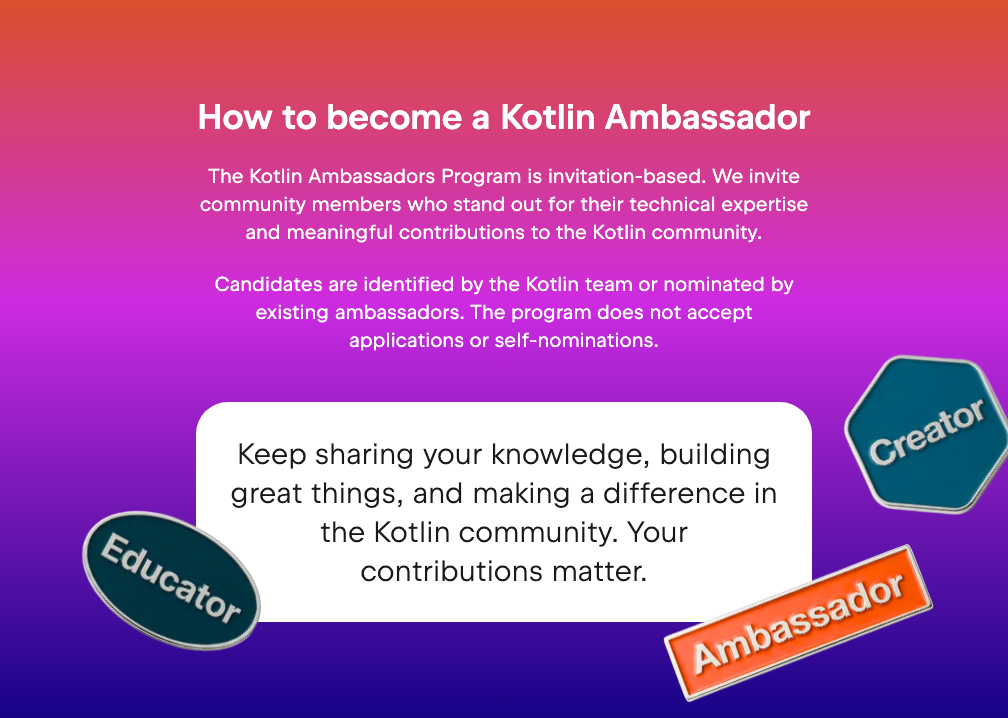 How to become a Kotlin Ambassador
The Kotlin Ambassadors Program is invitation-based. We invite
community members who stand out for their technical expertise
and meaningful contributions to the Kotlin community.
Candidates are identified by the Kotlin team or nominated by
existing ambassadors. The program does not accept
applications or self-nominations.
Keep sharing your knowledge, building
great things, and making a difference in
the Kotlin community. Your
contributions matter.
Creator
Educator
Ambassador